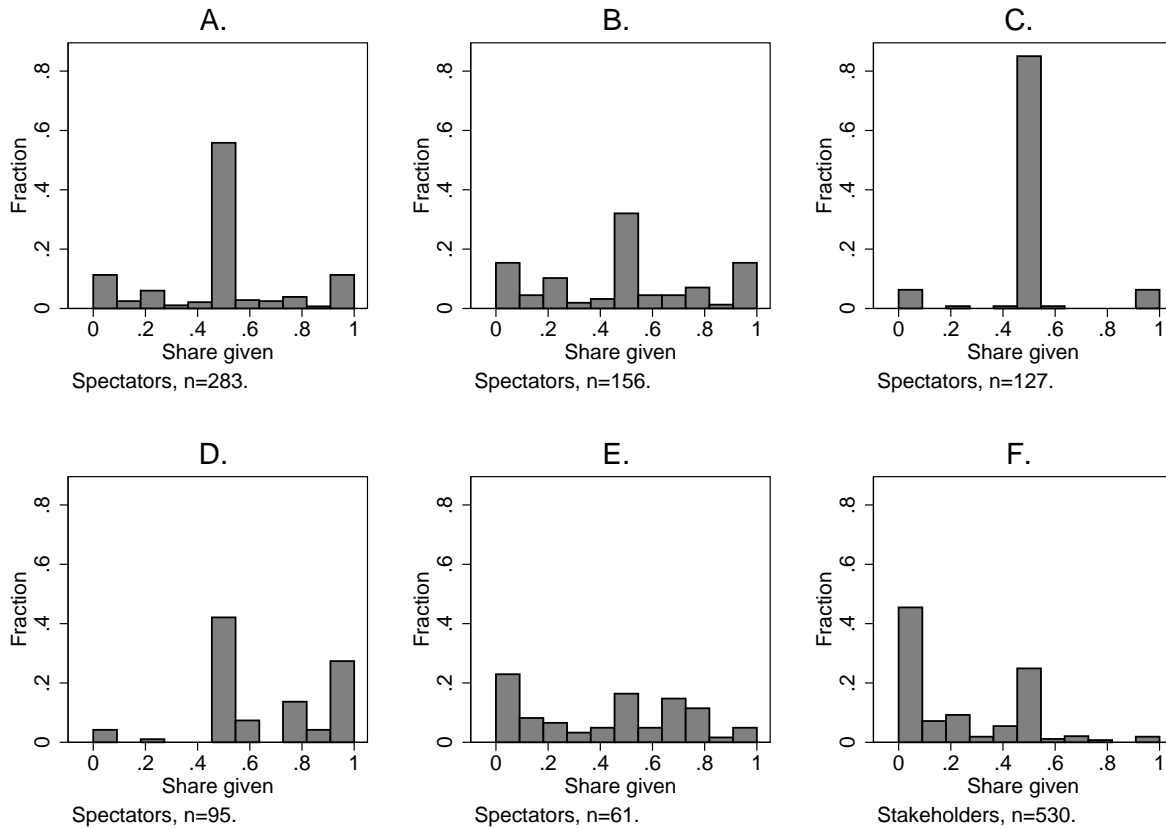 A.
.8
.6
.4
.2
0
Fraction
0 .2 .4 .6 .8 1
Share given
Spectators, n=283.
B.
.8
.6
.4
.2
0
Fraction
0 .2 .4 .6 .8 1
Share given
Spectators, n=156.
C.
.8
.6
.4
.2
0
Fraction
0 .2 .4 .6 .8 1
Share given
Spectators, n=127.
D.
.8
.6
.4
.2
0
Fraction
0 .2 .4 .6 .8 1
Share given
Spectators, n=95.
E.
.8
.6
.4
.2
0
Fraction
0 .2 .4 .6 .8 1
Share given
Spectators, n=61.
F.
.8
.6
.4
.2
0
Fraction
0 .2 .4 .6 .8 1
Share given
Stakeholders, n=530.